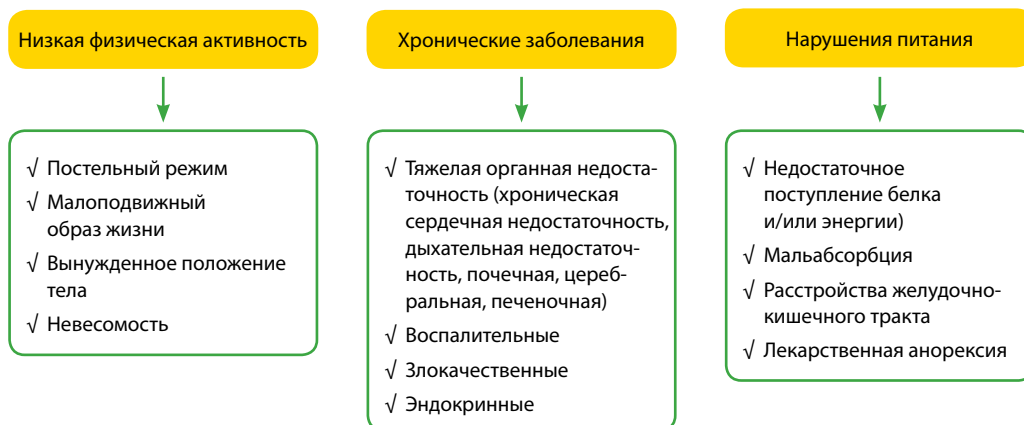 Низкая физическая активность
√ Постельный режим
√ Малоподвижный
образ жизни
√ Вынужденное положение
тела
√ Невесомость
Хронические заболевания
√ Тяжелая органная недоста-
точность (хроническая
сердечная недостаточность,
дыхательная недостаточ-
ность, почечная, цереб-
ральная, печеночная)
√ Воспалительные
√ Злокачественные
√ Эндокринные
Нарушения питания
√ Недостаточное
поступление белка
и/или энергии)
√ Мальабсорбция
√ Расстройства желудочно-
кишечного тракта
√ Лекарственная анорексия